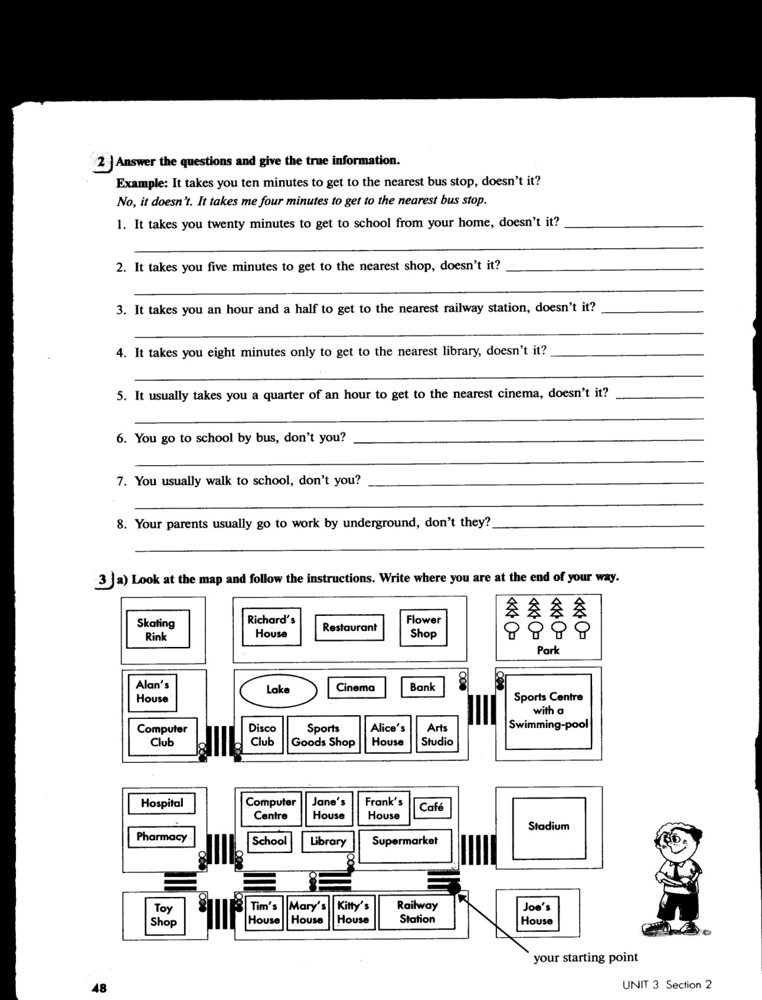 2 Answer the questions and give the true information.
Example: It takes you ten minutes to get to the nearest bus stop, doesn't it?
No, it doesn't. It takes me four minutes to get to the nearest bus stop.
1. It takes you twenty minutes to get to school from your home, doesn't it?
2. It takes you five minutes to get to the nearest shop, doesn't it?
3. It takes you an hour and a half to get to the nearest railway station, doesn't it?
4. It takes you eight minutes only to get to the nearest library, doesn't it?
5. It usually takes you a quarter of an hour to get to the nearest cinema, doesn't it?
6. You go to school by bus, don't you?
7. You usually walk to school, don't you?
8. Your parents usually go to work by underground, don't they?
3 a) Look at the map and follow the instructions. Write where you are at the end of your way.
Skating
Rink
Richard's
House
Restaurant
Flower
Shop
Park
Alan's
House
Computer
Club
Lake
Cinema
Bank
Disco
Club
Sports
Goods Shop
Alice's
House
Arts
Studio
Sports Centre
with a
Swimming-pool
Hospital
Pharmacy
Computer
Centre
Jane's
House
Frank's
House
Café
School
Library
Supermarket
Stadium
Toy
Shop
Tim's
House
Mary's
House
Kitty's
House
Railway
Station
Joe's
House
your starting point
48
UNIT 3 Section 2